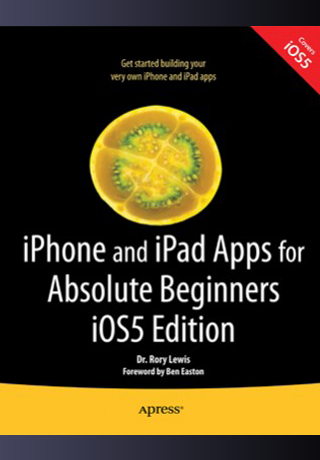 Covers
iOS5
Get started building your
very own iPhone and iPad apps
iPhone and iPad Apps for
Absolute Beginners
iOS5 Edition
Dr. Rory Lewis
Foreword by Ben Easton
Apress®